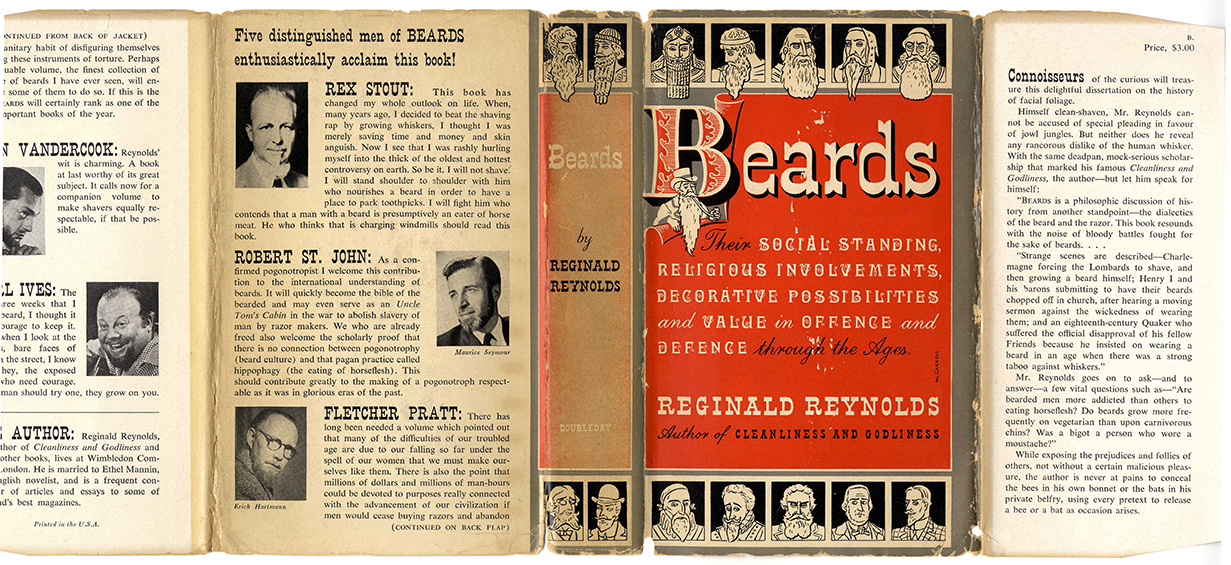 ONTINUED FROM BACK OF JACKET)
anitary habit of disfiguring themselves
g these instruments of torture. Perhaps
uable volume, the finest collection of
of beards I have ever seen, will en-
some of them to do so. If this is the
EARDS will certainly rank as one of the
mportant books of the year.
N VANDERCOOK: Reynolds'
wit is charming. A book
at last worthy of its great
subject. It calls now for a
companion volume to
make shavers equally re-
spectable, if that be pos-
sible.
L IVES: The
ree weeks that I
beard, I thought it
ourage to keep it.
when I look at the
s, bare faces of
n the street, I know
hey, the exposed
who need courage.
man should try one, they grow on you.
AUTHOR: Reginald Reynolds,
thor of Cleanliness and Godliness and
other books, lives at Wimbledon Com-
London. He is married to Ethel Mannin,
nglish novelist, and is a frequent con-
r of articles and essays to some of
d's best magazines.
Printed in the U.S.A.
Five distinguished men of BEARDS
enthusiastically acclaim this book!
REX STOUT: This book has
changed my whole outlook on life. When,
many years ago, I decided to beat the shaving
rap by growing whiskers, I thought I was
merely saving time and money and skin
anguish. Now I see that I was rashly hurling
myself into the thick of the oldest and hottest
controversy on earth. So be it. I will not shave.
I will stand shoulder to shoulder with him
who nourishes a beard in order to have a
place to park toothpicks. I will fight him who
contends that a man with a beard is presumptively an eater of horse
meat. He who thinks that is charging windmills should read this
book.
ROBERT ST. JOHN: As a con-
firmed pogonotropist I welcome this contribu-
tion to the international understanding of
beards. It will quickly become the bible of the
bearded and may even serve as an Uncle
Tom's Cabin in the war to abolish slavery of
man by razor makers. We who are already
freed also welcome the scholarly proof that
there is no connection between pogonotrophy
(beard culture) and that pagan practice called
hippophagy (the eating of horseflesh). This
should contribute greatly to the making of a pogonotroph respect-
able as it was in glorious eras of the past.
Maurice Seymour
FLETCHER PRATT: There has
long been needed a volume which pointed out
that many of the difficulties of our troubled
age are due to our falling so far under the
spell of our women that we must make our-
selves like them. There is also the point that
millions of dollars and millions of man-hours
could be devoted to purposes really connected
with the advancement of our civilization if
men would cease buying razors and abandon
(CONTINUED ON BACK FLAP)
Erich Hartmann
Beards
by
REGINALD
REYNOLDS
DOUBLEDAY
Beards
Their SOCIAL STANDING,
RELIGIOUS INVOLVEMENTS,
DECORATIVE POSSIBILITIES
and VALUE in OFFENCE and
DEFENCE through the Ages.
REGINALD REYNOLDS
Author of CLEANLINESS AND GODLINESS
B.
Price, $3.00
Connoisseurs of the curious will treas-
ure this delightful dissertation on the history
of facial foliage.
Himself clean-shaven, Mr. Reynolds can-
not be accused of special pleading in favour
of jowl jungles. But neither does he reveal
any rancorous dislike of the human whisker.
With the same deadpan, mock-serious scholar-
ship that marked his famous Cleanliness and
Godliness, the author—but let him speak for
himself:
"BEARDS is a philosophic discussion of his-
tory from another standpoint—the dialectics
of the beard and the razor. This book resounds
with the noise of bloody battles fought for
the sake of beards. . . .
"Strange scenes are described—Charle-
magne forcing the Lombards to shave, and
then growing a beard himself; Henry I and
his barons submitting to have their beards
chopped off in church, after hearing a moving
sermon against the wickedness of wearing
them; and an eighteenth-century Quaker who
suffered the official disapproval of his fellow
Friends because he insisted on wearing a
beard in an age when there was a strong
taboo against whiskers."
Mr. Reynolds goes on to ask—and to
answer—a few vital questions such as—"Are
bearded men more addicted than others to
eating horseflesh? Do beards grow more fre-
quently on vegetarian than upon carnivorous
chins? Was a bigot a person who wore a
moustache?"
While exposing the prejudices and follies of
others, not without a certain malicious pleas-
ure, the author is never at pains to conceal
the bees in his own bonnet or the bats in his
private belfry, using every pretext to release
a bee or a bat as occasion arises.